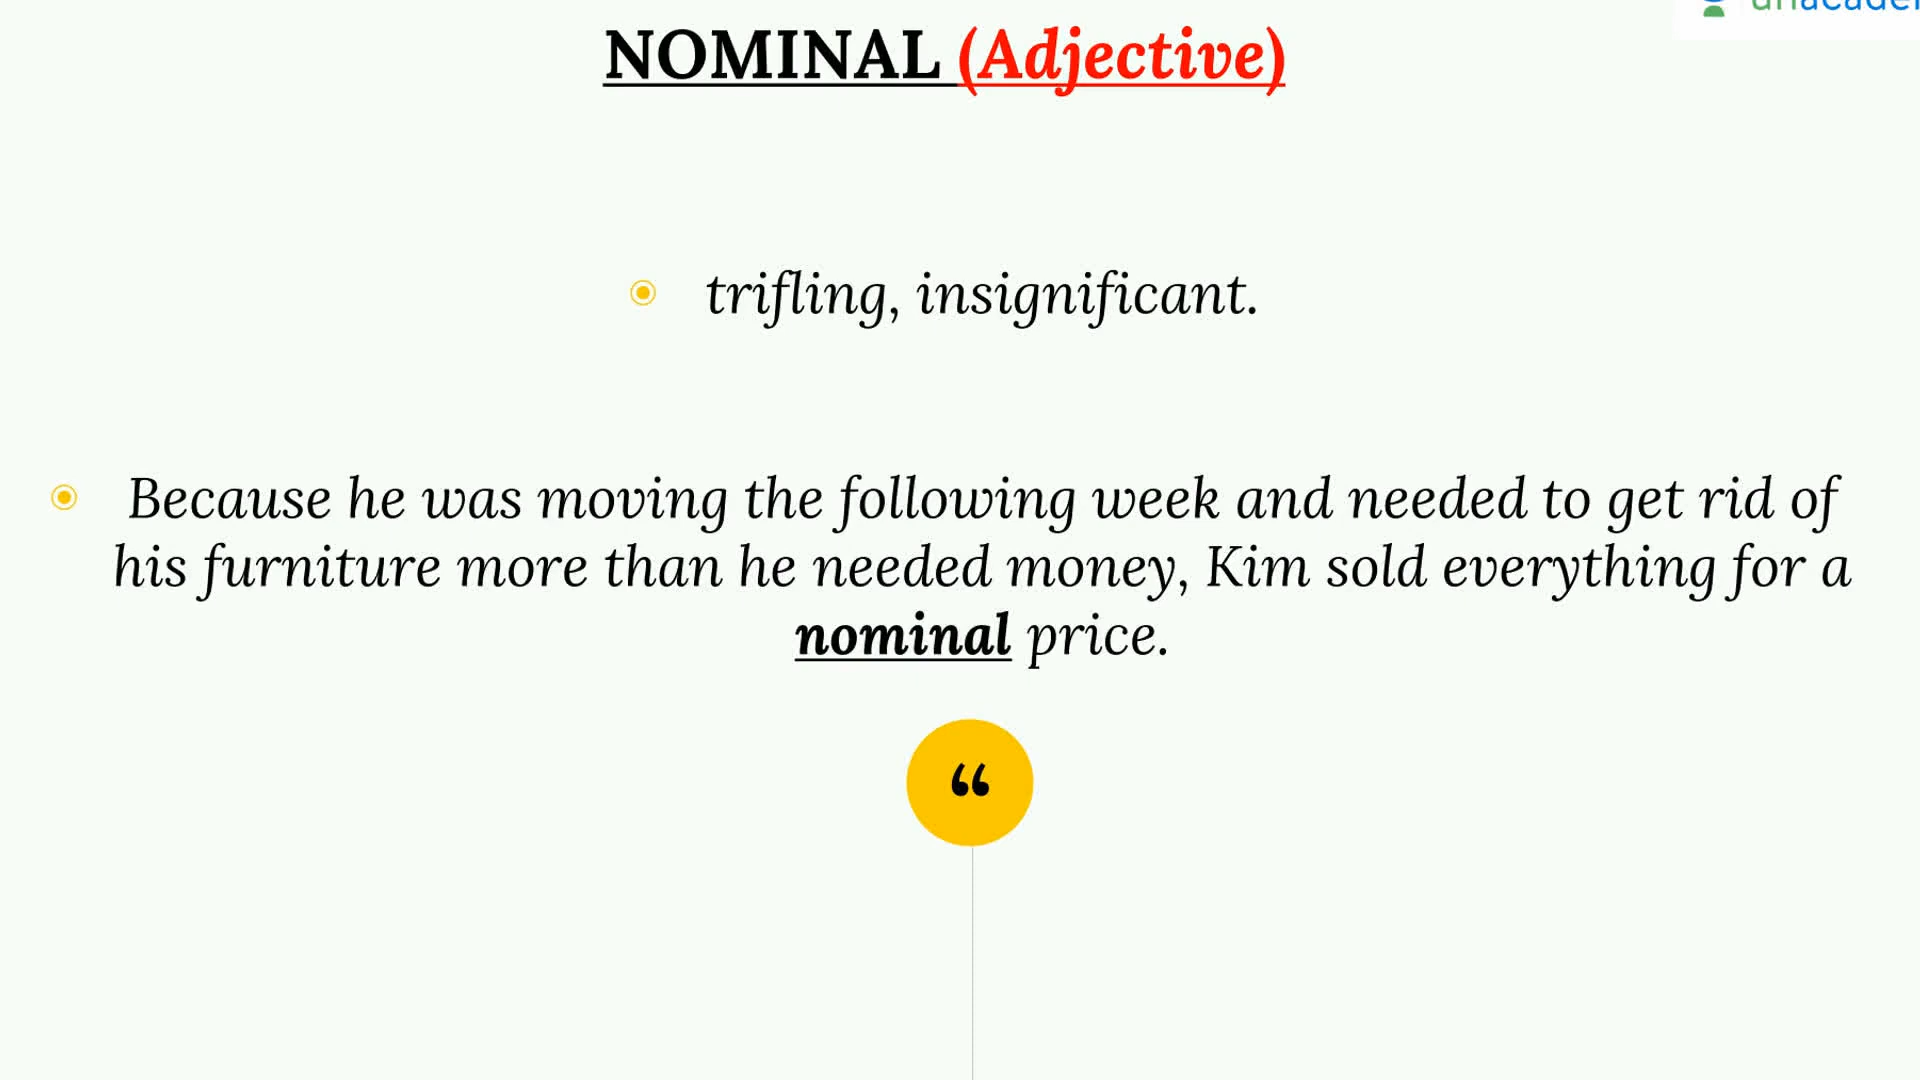 NOMINAL (Adjective)
trifling, insignificant.
Because he was moving the following week and needed to get rid of
his furniture more than he needed money, Kim sold everything for a
nominal price.
“